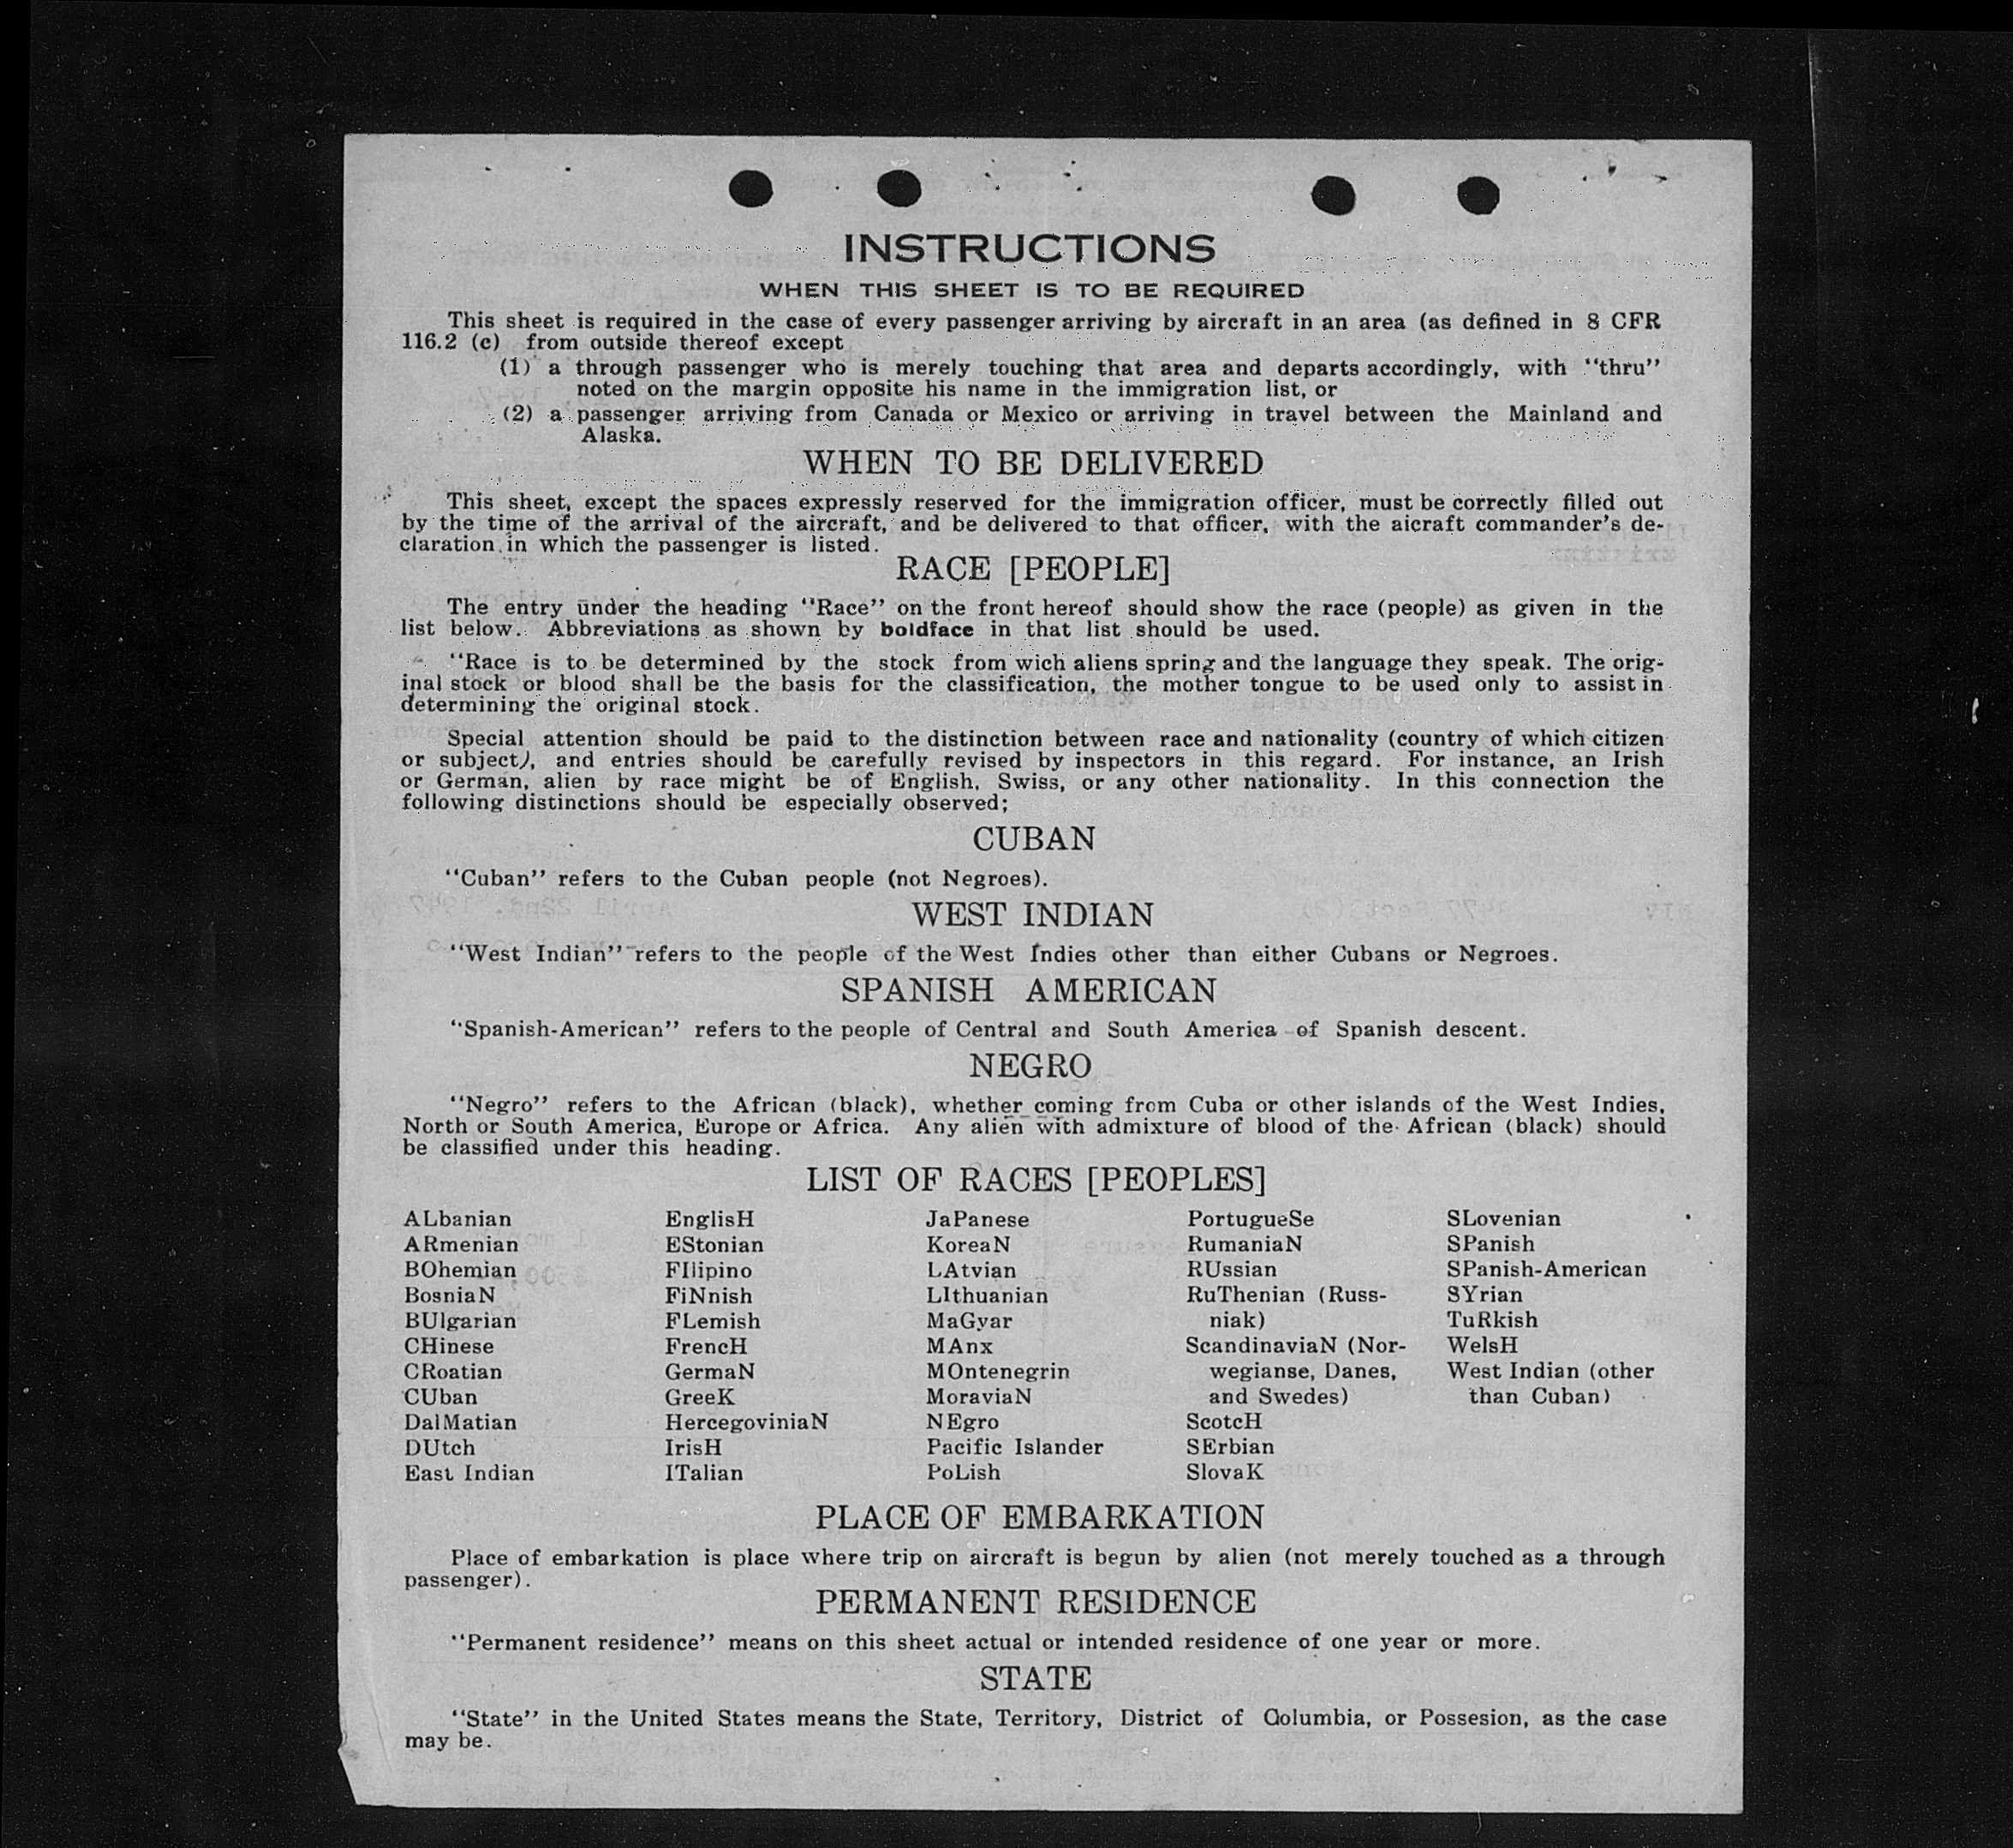 INSTRUCTIONS
WHEN THIS SHEET IS TO BE REQUIRED
This sheet is required in the case of every passenger arriving by aircraft in an area (as defined in 8 CFR
116.2 (c) from outside thereof except
(1) a through passenger who is merely touching that area and departs accordingly, with "thru"
noted on the margin opposite his name in the immigration list, or
(2) a passenger arriving from Canada or Mexico or arriving in travel between the Mainland and
Alaska.
WHEN TO BE DELIVERED
This sheet, except the spaces expressly reserved for the immigration officer, must be correctly filled out
by the time of the arrival of the aircraft, and be delivered to that officer, with the aicraft commander's de-
claration in which the passenger is listed.
RACE [PEOPLE]
The entry under the heading "Race" on the front hereof should show the race (people) as given in the
list below. Abbreviations as shown by boldface in that list should be used.
"Race is to be determined by the stock from wich aliens spring and the language they speak. The orig-
inal stock or blood shall be the basis for the classification, the mother tongue to be used only to assist in
determining the original stock.
Special attention should be paid to the distinction between race and nationality (country of which citizen
or subject), and entries should be carefully revised by inspectors in this regard. For instance, an Irish
or German, alien by race might be of English, Swiss, or any other nationality. In this connection the
following distinctions should be especially observed;
CUBAN
"Cuban" refers to the Cuban people (not Negroes).
WEST INDIAN
"West Indian" refers to the people of the West Indies other than either Cubans or Negroes.
SPANISH AMERICAN
"Spanish-American" refers to the people of Central and South America of Spanish descent.
NEGRO
"Negro" refers to the African (black), whether coming from Cuba or other islands of the West Indies,
North or South America, Europe or Africa. Any alien with admixture of blood of the African (black) should
be classified under this heading.
LIST OF RACES [PEOPLES]
ALbanian
ARmenian
BOhemian
BosniaN
BUlgarian
CHinese
CRoatian
CUban
DalMatian
DUtch
East Indian
EnglisH
EStonian
FIlipino
FiNnish
FLemish
FrencH
GermaN
GreeK
HercegoviniaN
IrisH
ITalian
JaPanese
KoreaN
LAtvian
LIthuanian
MaGyar
MAnx
MOntenegrin
MoraviaN
NEgro
Pacific Islander
PoLish
PortugueSe
RumaniaN
RUssian
RuThenian (Russ-
niak)
ScandinaviaN (Nor-
wegianse, Danes,
and Swedes)
ScotcH
SErbian
SlovaK
SLovenian
SPanish
SPanish-American
SYrian
TuRkish
WelsH
West Indian (other
than Cuban)
PLACE OF EMBARKATION
Place of embarkation is place where trip on aircraft is begun by alien (not merely touched as a through
passenger).
PERMANENT RESIDENCE
"Permanent residence" means on this sheet actual or intended residence of one year or more.
STATE
"State" in the United States means the State, Territory, District of Columbia, or Possesion, as the case
may be.